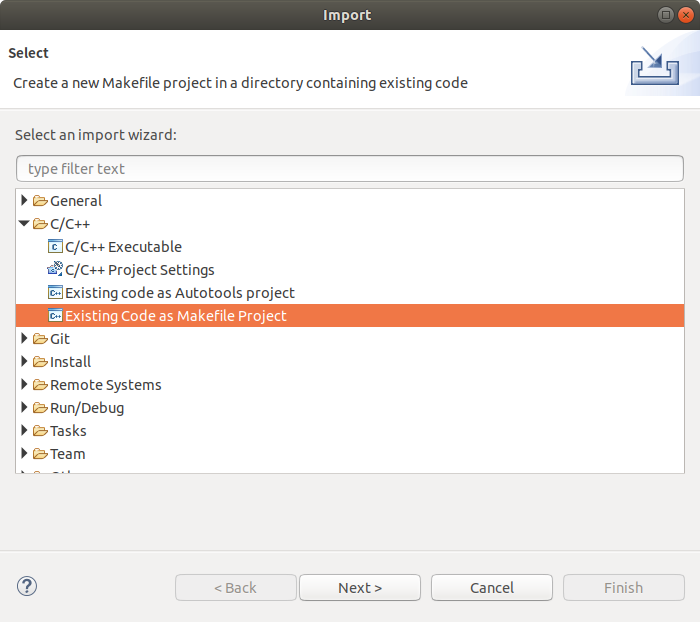 Import
Select
Create a new Makefile project in a directory containing existing code
Select an import wizard:
type filter text
General
C/C++
C/C++ Executable
C/C++ Project Settings
Existing code as Autotools project
Existing Code as Makefile Project
Git
Install
Remote Systems
Run/Debug
Tasks
Team
< Back Next > Cancel Finish